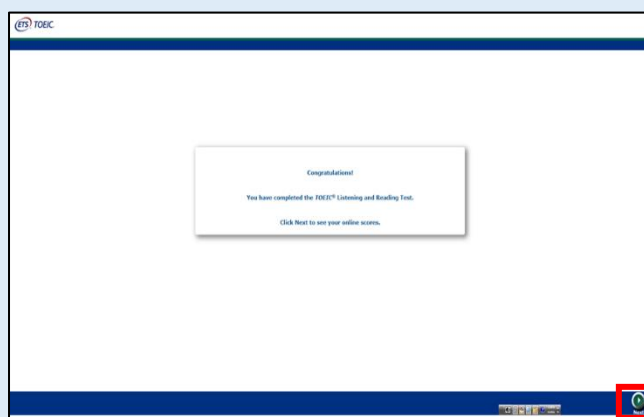 ETS TOEIC
Congratulations!
You have completed the TOEIC® Listening and Reading Test.
Click Next to see your online scores.
Next